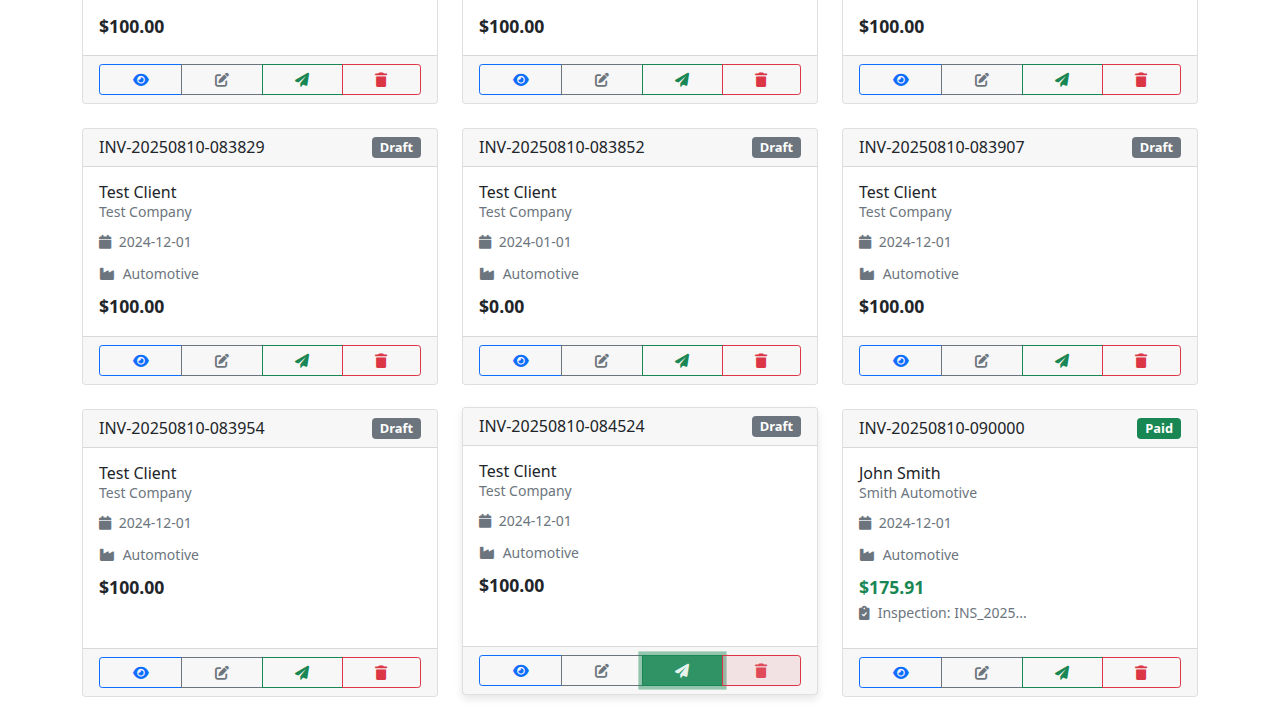 $100.00
$100.00
$100.00
INV-20250810-083829
Draft
Test Client
Test Company
2024-12-01
Automotive
$100.00
INV-20250810-083852
Draft
Test Client
Test Company
2024-01-01
Automotive
$0.00
INV-20250810-083907
Draft
Test Client
Test Company
2024-12-01
Automotive
$100.00
INV-20250810-083954
Draft
Test Client
Test Company
2024-12-01
Automotive
$100.00
INV-20250810-084524
Draft
Test Client
Test Company
2024-12-01
Automotive
$100.00
INV-20250810-090000
Paid
John Smith
Smith Automotive
2024-12-01
Automotive
$175.91
Inspection: INS_2025...